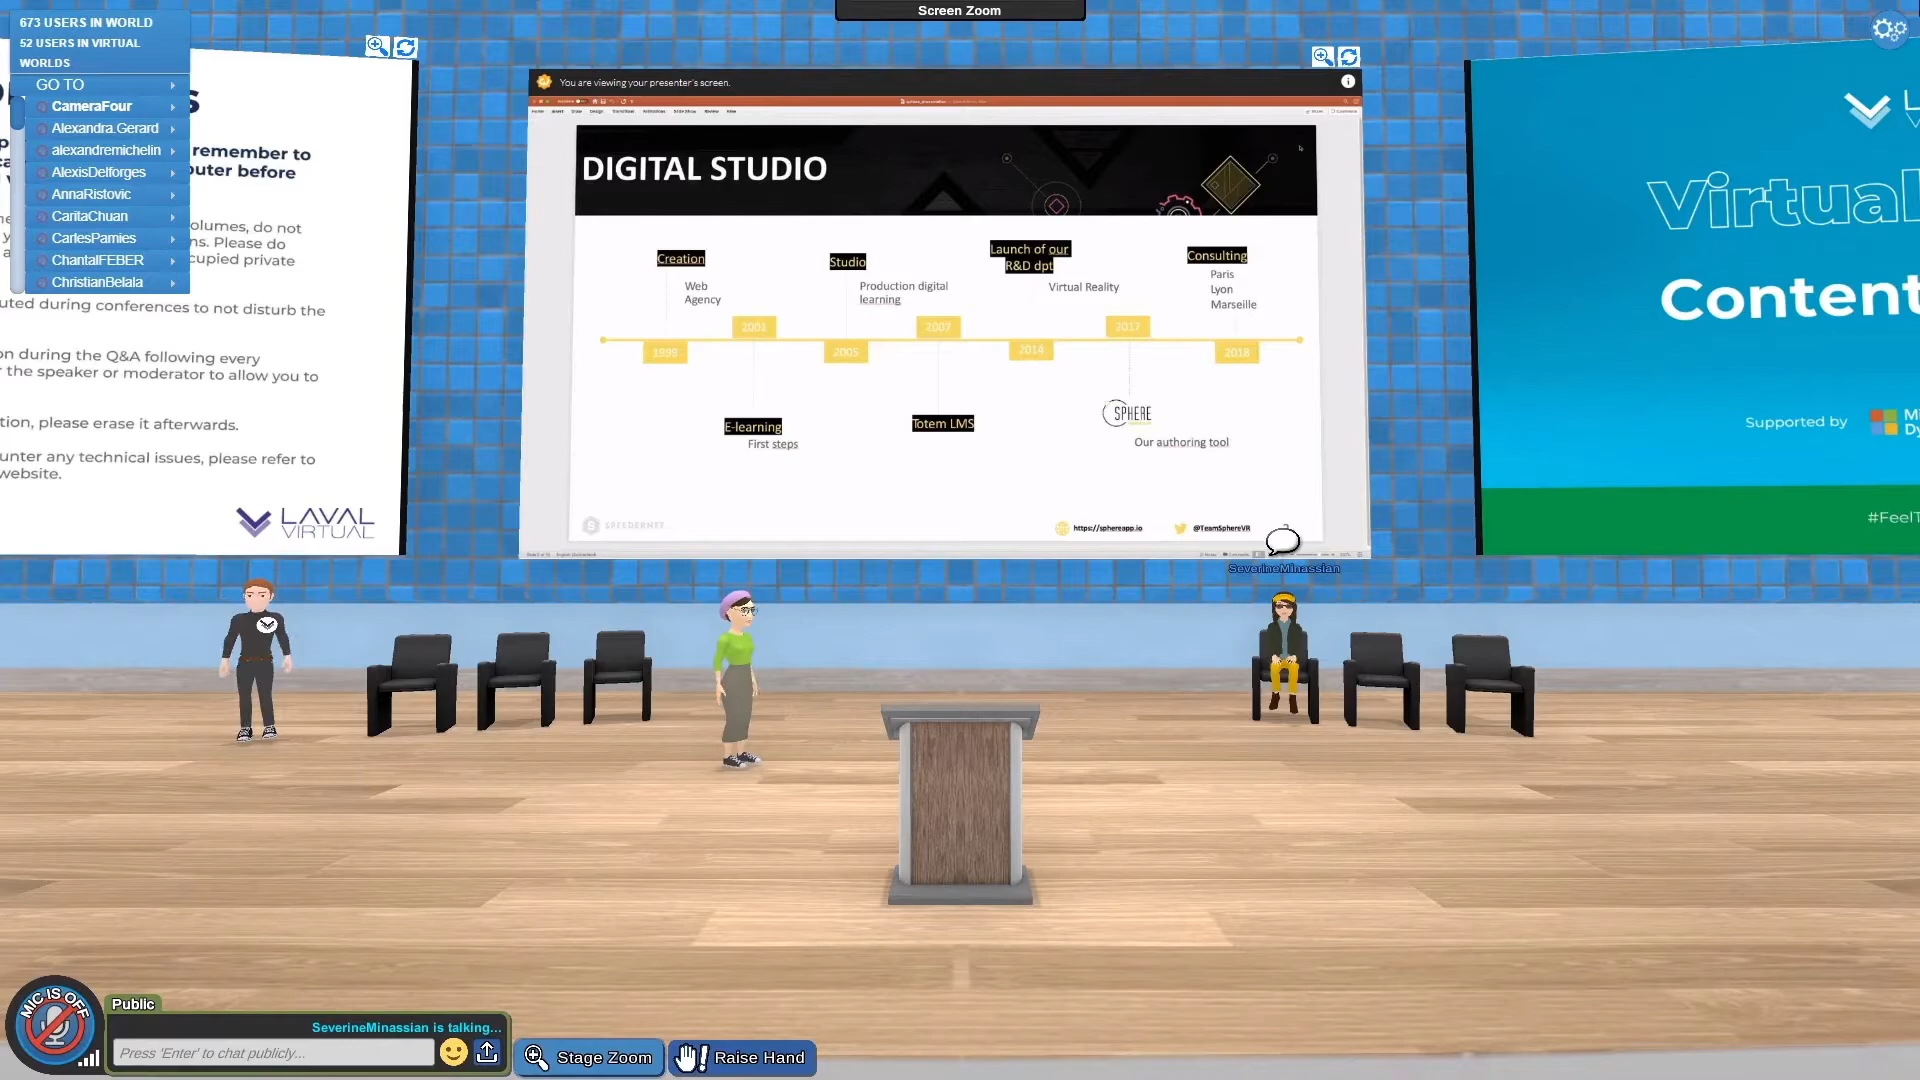 673 USERS IN WORLD
52 USERS IN VIRTUAL
WORLDS
GO TO
CameraFour
Alexandra.Gerard
alexandremichelin
AlexisDelforges
AnnaRistovic
CaritaChuan
CarlesPamies
ChantalFEBER
ChristianBelala
remember to
outer before
olumes, do not
ns. Please do
cupied private
uted during conferences to not disturb the
on during the Q&A following every
r the speaker or moderator to allow you to
tion, please erase it afterwards.
unter any technical issues, please refer to
website.
LAVAL
VIRTUAL
Screen Zoom
You are viewing your presenter's screen.
DIGITAL STUDIO
Creation
Web
Agency
Studio
Production digital
learning
Launch of our
R&D dpt
Virtual Reality
Consulting
Paris
Lyon
Marseille
2001
2007
2017
1999
2005
2014
2018
E-learning
First steps
Totem LMS
SPHERE
Our authoring tool
SPEEDERNET
https://sphereapp.io
@TeamSphereVR
SeverineMinassian
Virtual
Content
Supported by
Mi
Dy
#FeelT
MIC IS OFF
Public
SeverineMinassian is talking...
Press 'Enter' to chat publicly...
Stage Zoom
Raise Hand